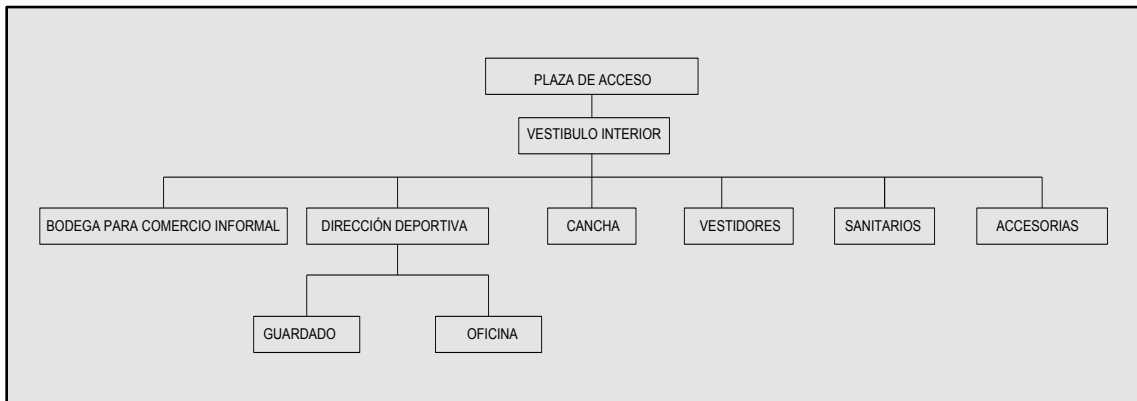 PLAZA DE ACCESO
VESTIBULO INTERIOR
BODEGA PARA COMERCIO INFORMAL
DIRECCIÓN DEPORTIVA
CANCHA
VESTIDORES
SANITARIOS
ACCESORIAS
GUARDADO
OFICINA